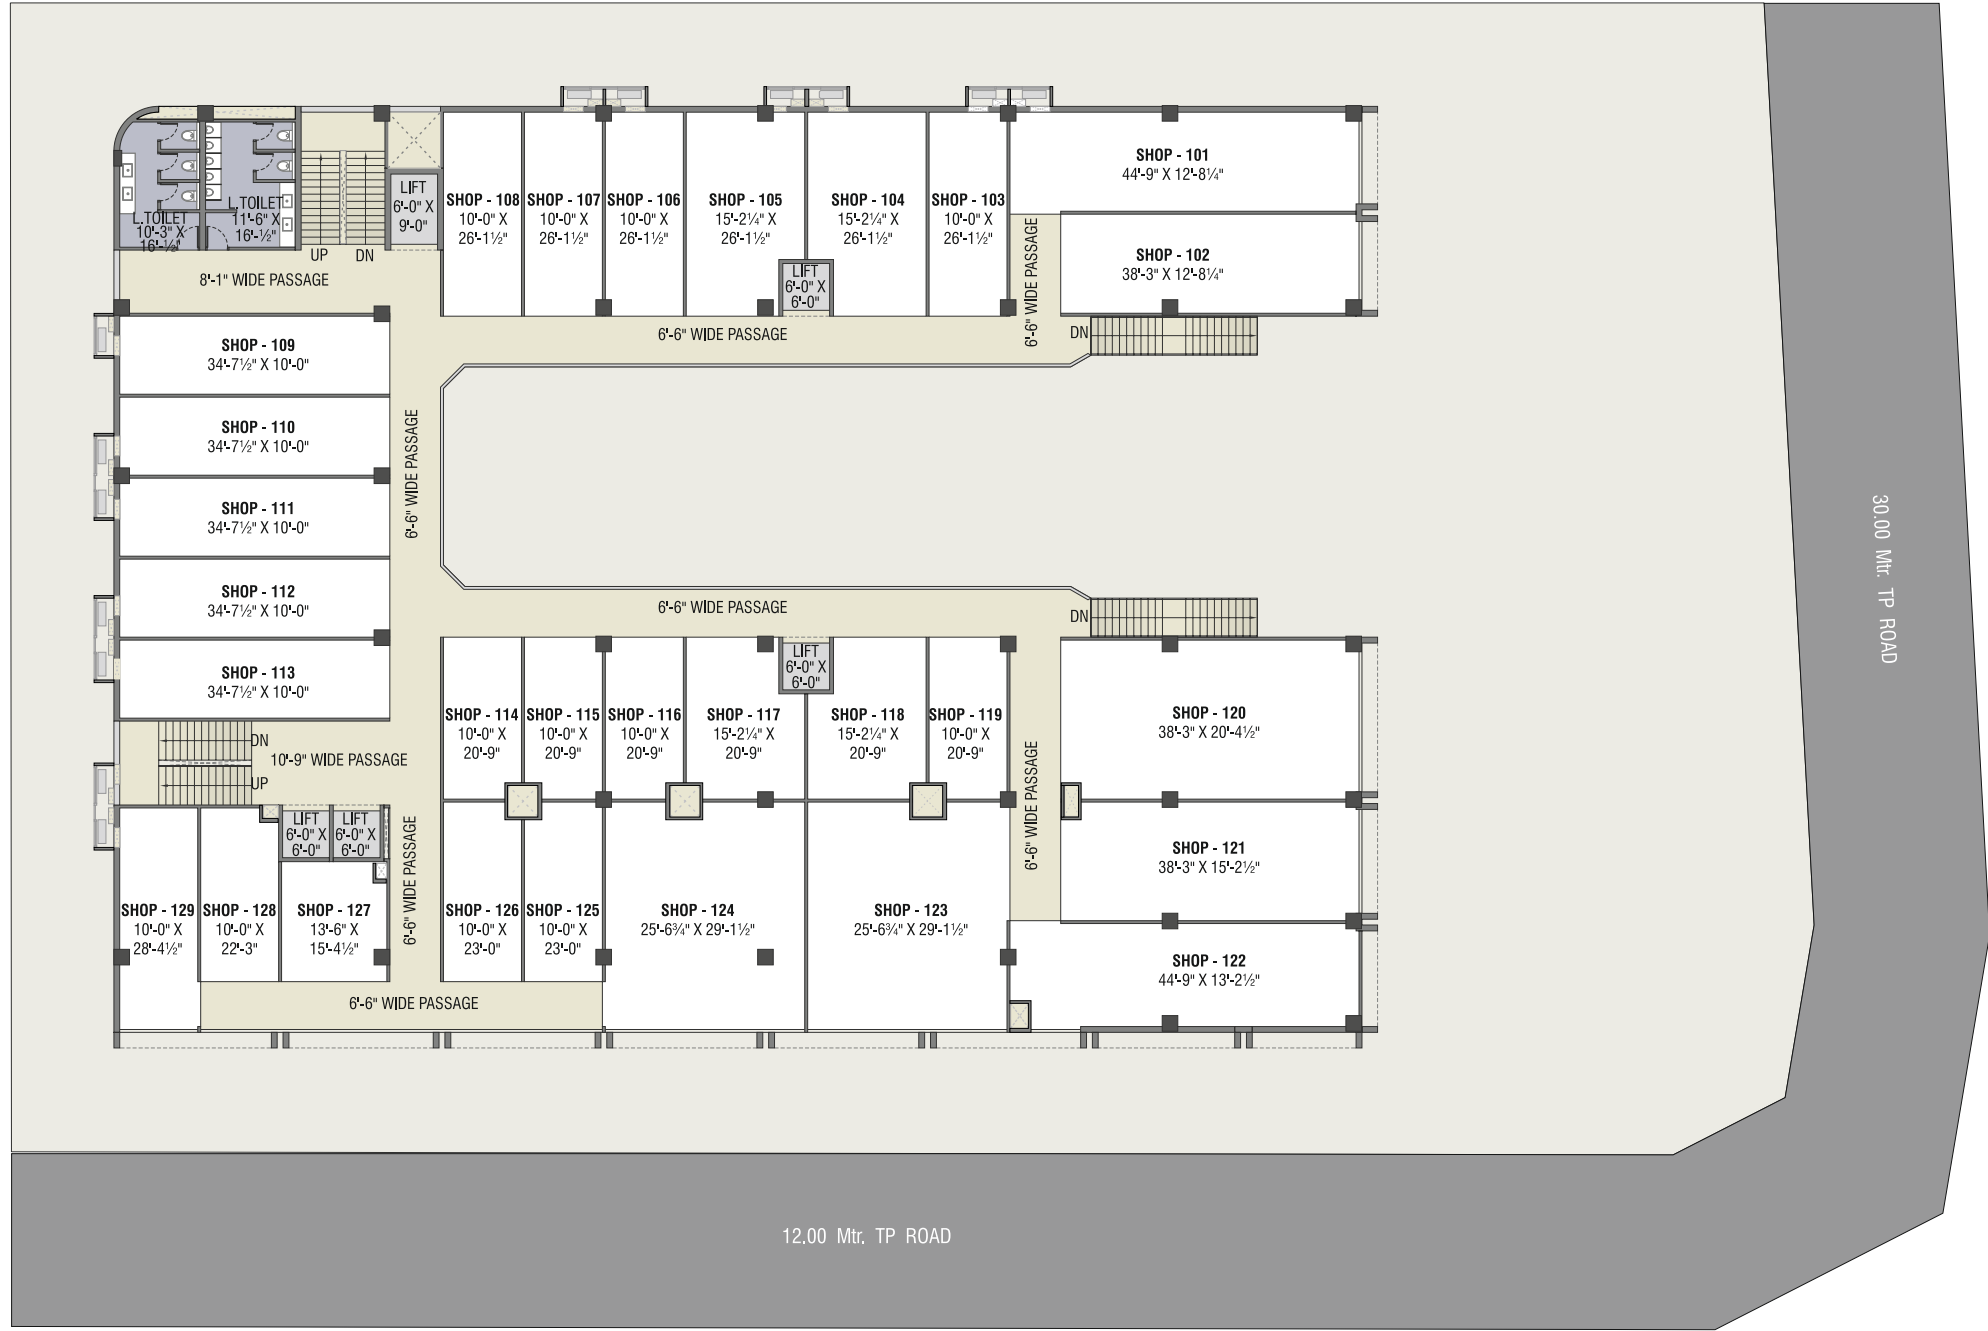 SHOP - 101
44'-9" X 12'-8¼"
SHOP - 102
38'-3" X 12'-8¼"
SHOP - 103
10'-0" X
26'-1½"
SHOP - 104
15'-2¼" X
26'-1½"
SHOP - 105
15'-2¼" X
26'-1½"
SHOP - 106
10'-0" X
26'-1½"
SHOP - 107
10'-0" X
26'-1½"
SHOP - 108
10'-0" X
26'-1½"
LIFT
6'-0" X
9'-0"
LIFT
6'-0" X
6'-0"
L.TOILET
10'-3" X
16'-½"
L.TOILET
11'-6" X
16'-½"
UP
DN
8'-1" WIDE PASSAGE
6'-6" WIDE PASSAGE
6'-6" WIDE PASSAGE
DN
SHOP - 109
34'-7½" X 10'-0"
SHOP - 110
34'-7½" X 10'-0"
SHOP - 111
34'-7½" X 10'-0"
SHOP - 112
34'-7½" X 10'-0"
SHOP - 113
34'-7½" X 10'-0"
6'-6" WIDE PASSAGE
6'-6" WIDE PASSAGE
DN
30.00 Mtr. TP ROAD
DN
UP
10'-9" WIDE PASSAGE
SHOP - 114
10'-0" X
20'-9"
SHOP - 115
10'-0" X
20'-9"
SHOP - 116
10'-0" X
20'-9"
SHOP - 117
15'-2¼" X
20'-9"
LIFT
6'-0" X
6'-0"
SHOP - 118
15'-2¼" X
20'-9"
SHOP - 119
10'-0" X
20'-9"
6'-6" WIDE PASSAGE
SHOP - 120
38'-3" X 20'-4½"
SHOP - 121
38'-3" X 15'-2½"
SHOP - 122
44'-9" X 13'-2½"
SHOP - 123
25'-6¾" X 29'-1½"
SHOP - 124
25'-6¾" X 29'-1½"
SHOP - 125
10'-0" X
23'-0"
SHOP - 126
10'-0" X
23'-0"
6'-6" WIDE PASSAGE
LIFT
6'-0" X
6'-0"
LIFT
6'-0" X
6'-0"
SHOP - 127
13'-6" X
15'-4½"
SHOP - 128
10'-0" X
22'-3"
SHOP - 129
10'-0" X
28'-4½"
6'-6" WIDE PASSAGE
12.00 Mtr. TP ROAD